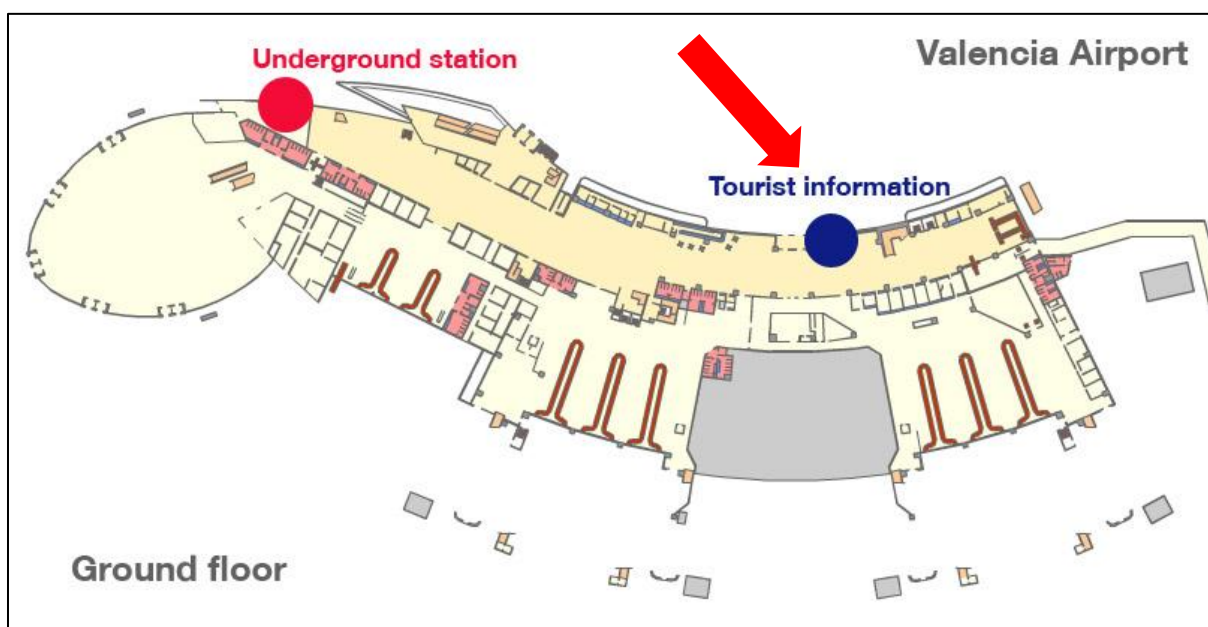 Underground station
Valencia Airport
Tourist information
Ground floor